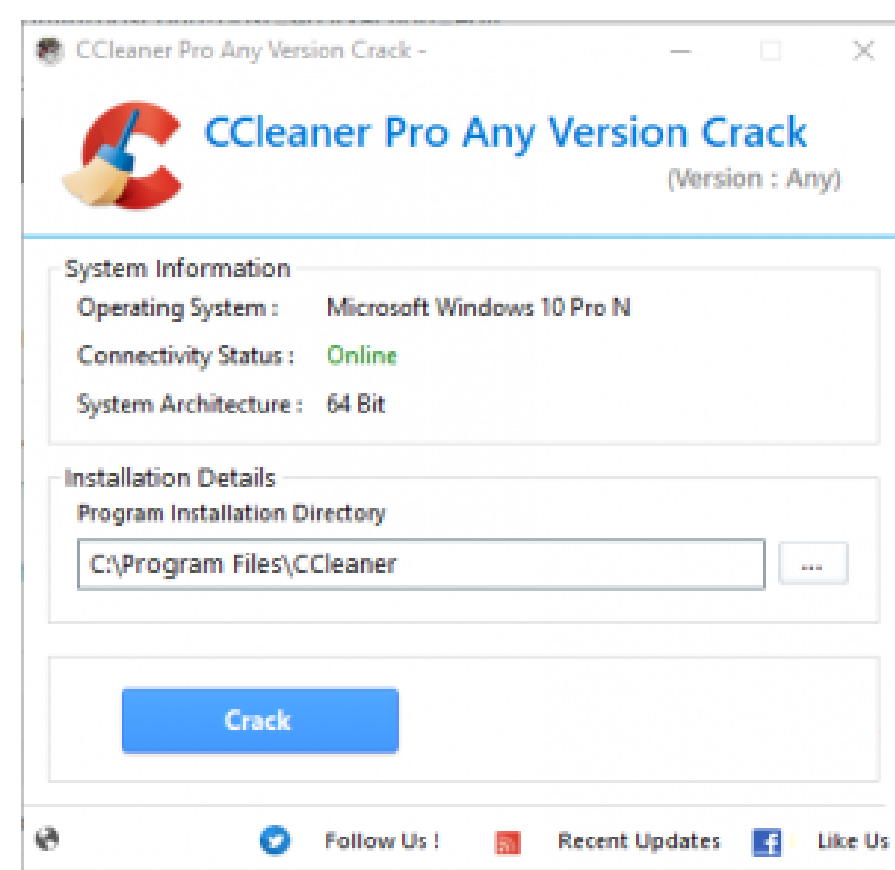 CCleaner Pro Any Version Crack -
CCleaner Pro Any Version Crack
(Version : Any)
System Information
Operating System : Microsoft Windows 10 Pro N
Connectivity Status : Online
System Architecture : 64 Bit
Installation Details
Program Installation Directory
C:\Program Files\CCleaner
...
Crack
Follow Us ! Recent Updates Like Us